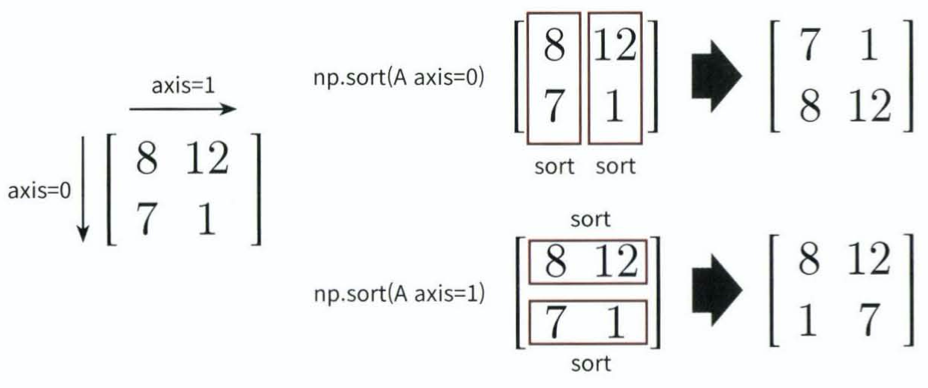 axis=1
axis=0
8 12
7 1
np.sort(A axis=0)
8 12
7 1
sort sort
7 1
8 12
np.sort(A axis=1)
sort
8 12
7 1
sort
8 12
1 7